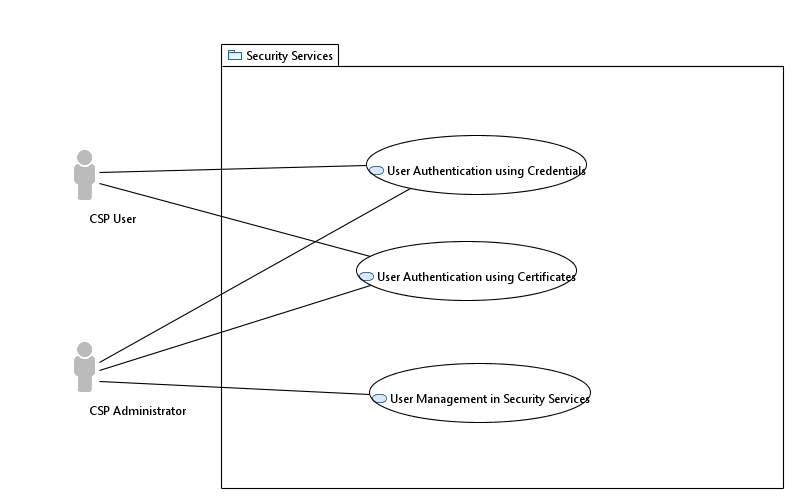 Security Services
User Authentication using Credentials
CSP User
User Authentication using Certificates
User Management in Security Services
CSP Administrator